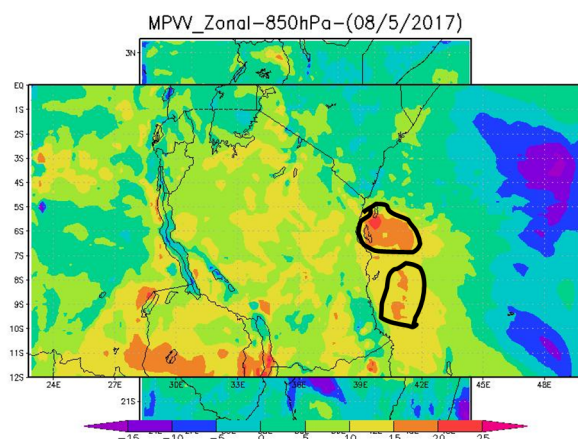 MPVV_Zonal-850hPa-(08/5/2017)
3N
EQ
1S
2S
3S
4S
5S
6S
7S
8S
9S
10S
11S
12S
24E 27E 30E 33E 36E 39E 42E 45E 48E
21S
-15 -10 -5 0 5 10 15 20 25